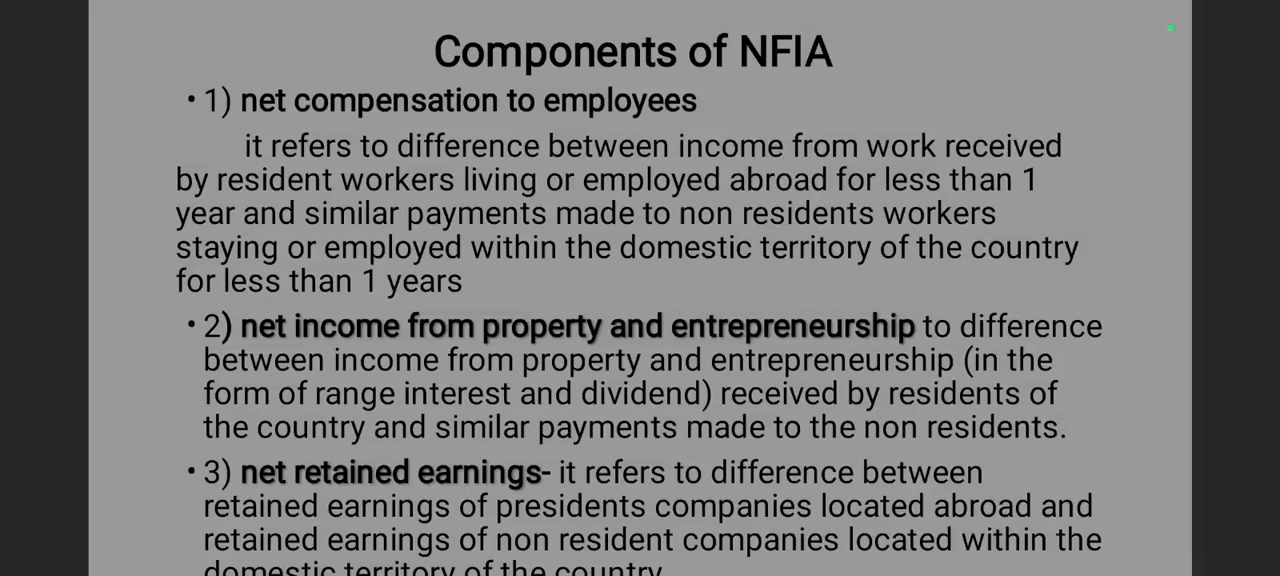 Components of NFIA
• 1) net compensation to employees
it refers to difference between income from work received
by resident workers living or employed abroad for less than 1
year and similar payments made to non residents workers
staying or employed within the domestic territory of the country
for less than 1 years
• 2) net income from property and entrepreneurship to difference
between income from property and entrepreneurship (in the
form of range interest and dividend) received by residents of
the country and similar payments made to the non residents.
• 3) net retained earnings- it refers to difference between
retained earnings of presidents companies located abroad and
retained earnings of non resident companies located within the
domestic territory of the country